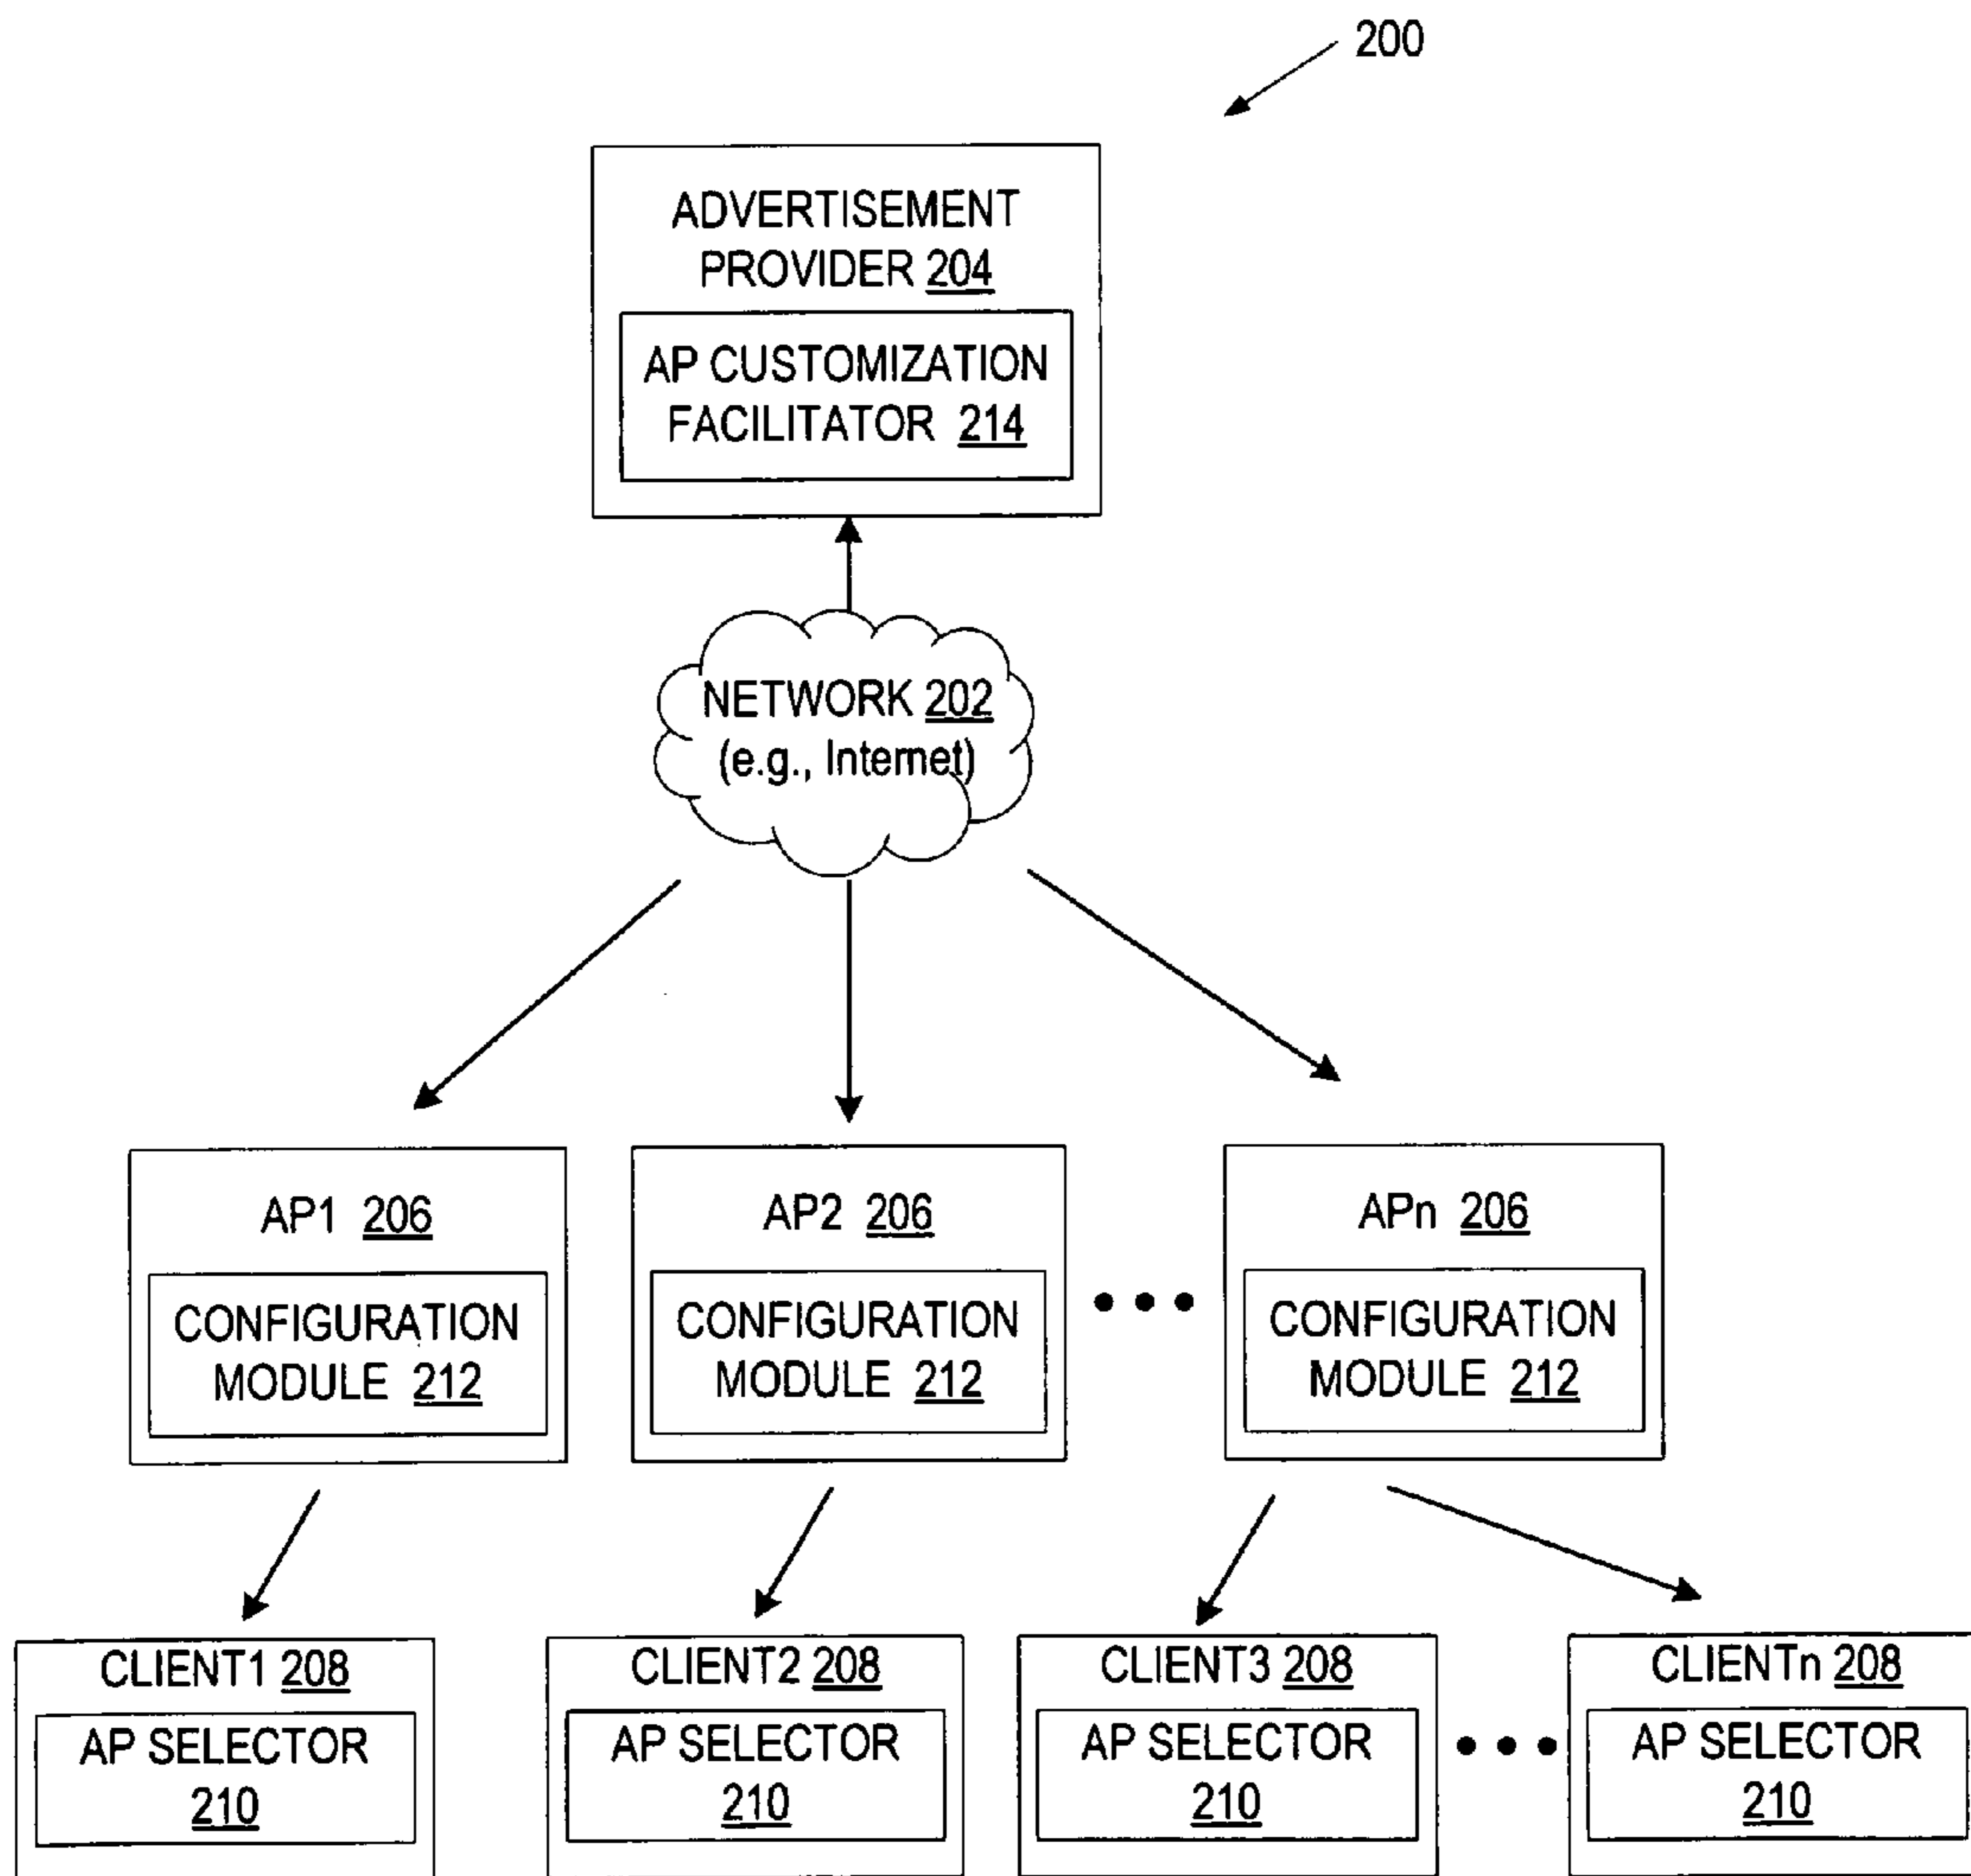 200
ADVERTISEMENT
PROVIDER 204
AP CUSTOMIZATION
FACILITATOR 214
NETWORK 202
(e.g., Internet)
AP1 206
CONFIGURATION
MODULE 212
AP2 206
CONFIGURATION
MODULE 212
APn 206
CONFIGURATION
MODULE 212
CLIENT1 208
AP SELECTOR
210
CLIENT2 208
AP SELECTOR
210
CLIENT3 208
AP SELECTOR
210
CLIENTn 208
AP SELECTOR
210